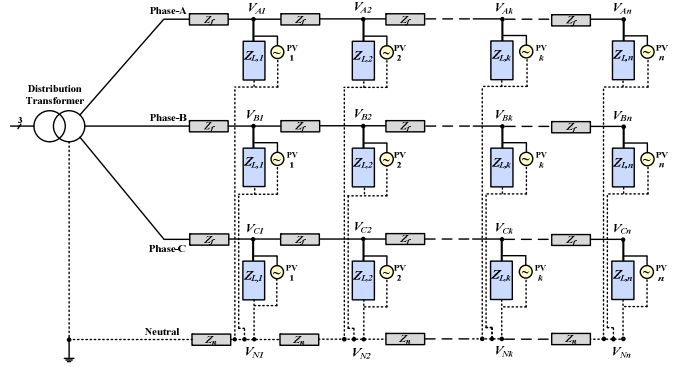 Phase-A
Z_f V_A1 Z_f V_A2 Z_f V_Ak Z_f V_An
Z_L,1 PV 1 Z_L,2 PV 2 Z_L,k PV k Z_L,n PV n
Distribution
Transformer
3
Phase-B
Z_f V_B1 Z_f V_B2 Z_f V_Bk Z_f V_Bn
Z_L,1 PV 1 Z_L,2 PV 2 Z_L,k PV k Z_L,n PV n
Phase-C
Z_f V_C1 Z_f V_C2 Z_f V_Ck Z_f V_Cn
Z_L,1 PV 1 Z_L,2 PV 2 Z_L,k PV k Z_L,n PV n
Neutral
Z_n Z_n Z_n Z_n
V_N1 V_N2 V_Nk V_Nn